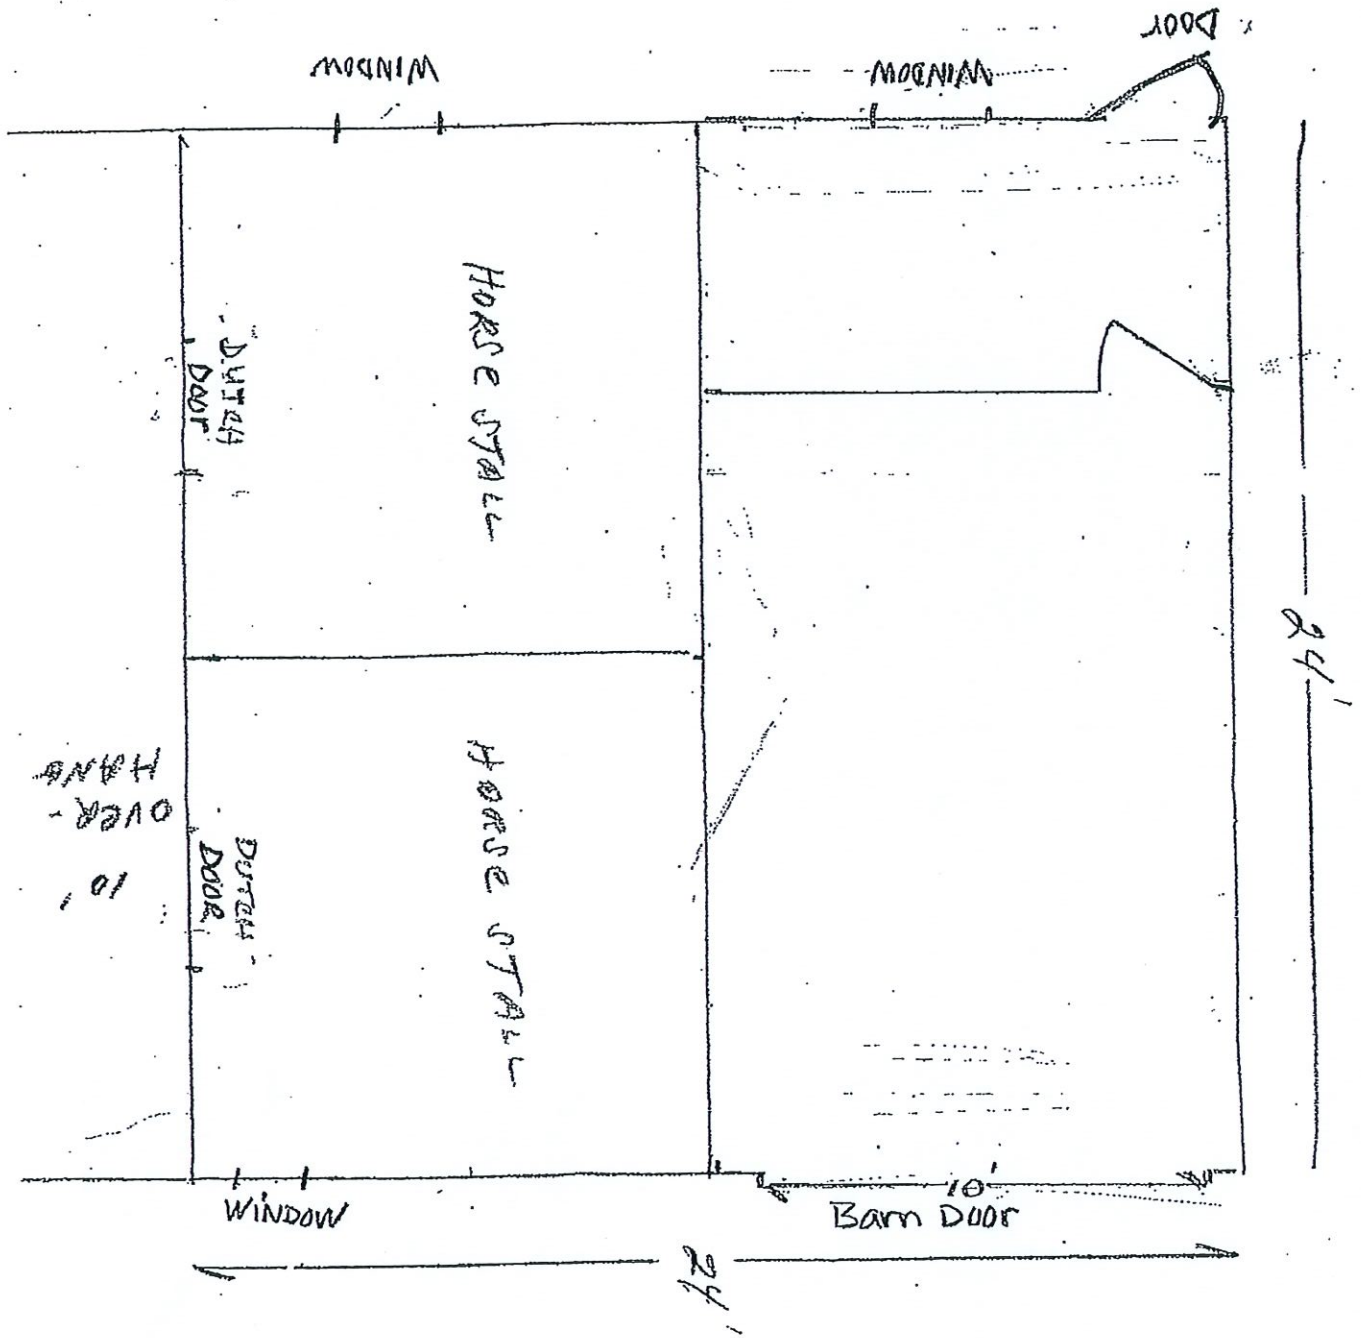 Door
WINDOW
WINDOW
HORSE STALL
DUTCH
Door
24'
HORSE STALL
DUTCH
DOOR
10'
OVER-
HANG
10'
WINDOW
Barn Door
24'